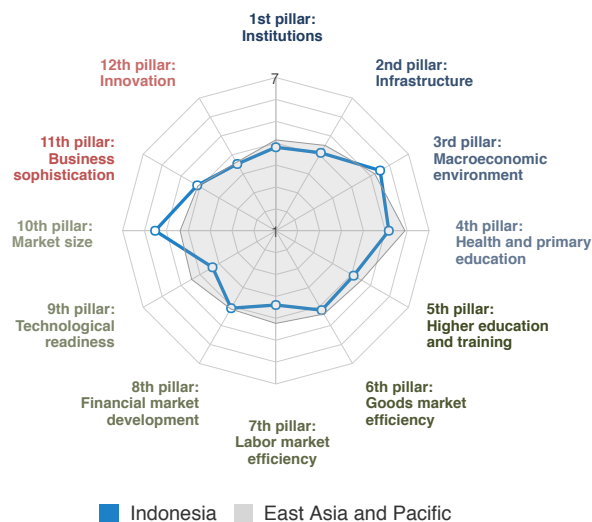 1st pillar:
Institutions
2nd pillar:
Infrastructure
3rd pillar:
Macroeconomic
environment
4th pillar:
Health and primary
education
5th pillar:
Higher education
and training
6th pillar:
Goods market
efficiency
7th pillar:
Labor market
efficiency
8th pillar:
Financial market
development
9th pillar:
Technological
readiness
10th pillar:
Market size
11th pillar:
Business
sophistication
12th pillar:
Innovation
7
1
Indonesia
East Asia and Pacific